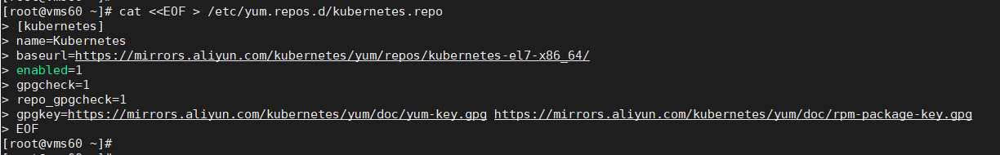 [root@vms60 ~]# cat <<EOF > /etc/yum.repos.d/kubernetes.repo
> [kubernetes]
> name=Kubernetes
> baseurl=https://mirrors.aliyun.com/kubernetes/yum/repos/kubernetes-el7-x86_64/
> enabled=1
> gpgcheck=1
> repo_gpgcheck=1
> gpgkey=https://mirrors.aliyun.com/kubernetes/yum/doc/yum-key.gpg https://mirrors.aliyun.com/kubernetes/yum/doc/rpm-package-key.gpg
> EOF
[root@vms60 ~]#